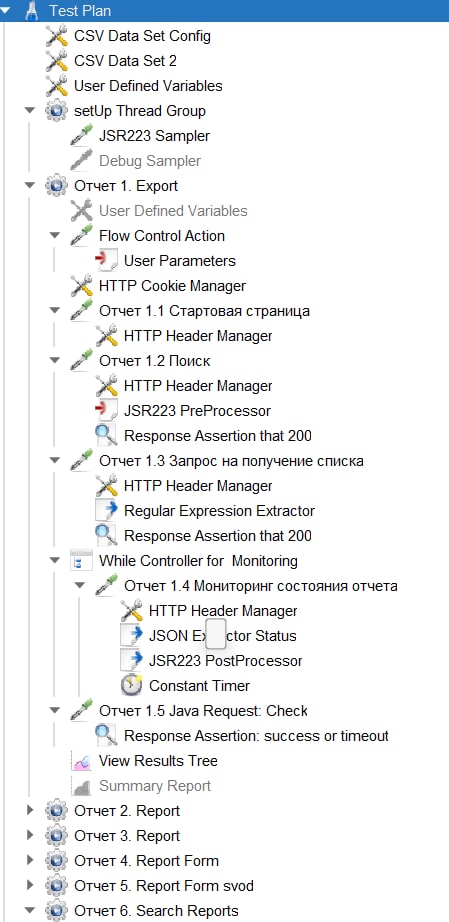 Test Plan
CSV Data Set Config
CSV Data Set 2
User Defined Variables
setUp Thread Group
JSR223 Sampler
Debug Sampler
Отчет 1. Export
User Defined Variables
Flow Control Action
User Parameters
HTTP Cookie Manager
Отчет 1.1 Стартовая страница
HTTP Header Manager
Отчет 1.2 Поиск
HTTP Header Manager
JSR223 PreProcessor
Response Assertion that 200
Отчет 1.3 Запрос на получение списка
HTTP Header Manager
Regular Expression Extractor
Response Assertion that 200
While Controller for  Monitoring
Отчет 1.4 Мониторинг состояния отчета
HTTP Header Manager
JSON Status
JSR223 PostProcessor
Constant Timer
Отчет 1.5 Java Request: Check
Response Assertion: success or timeout
View Results Tree
Summary Report
Отчет 2. Report
Отчет 3. Report
Отчет 4. Report Form
Отчет 5. Report Form svod
Отчет 6. Search Reports